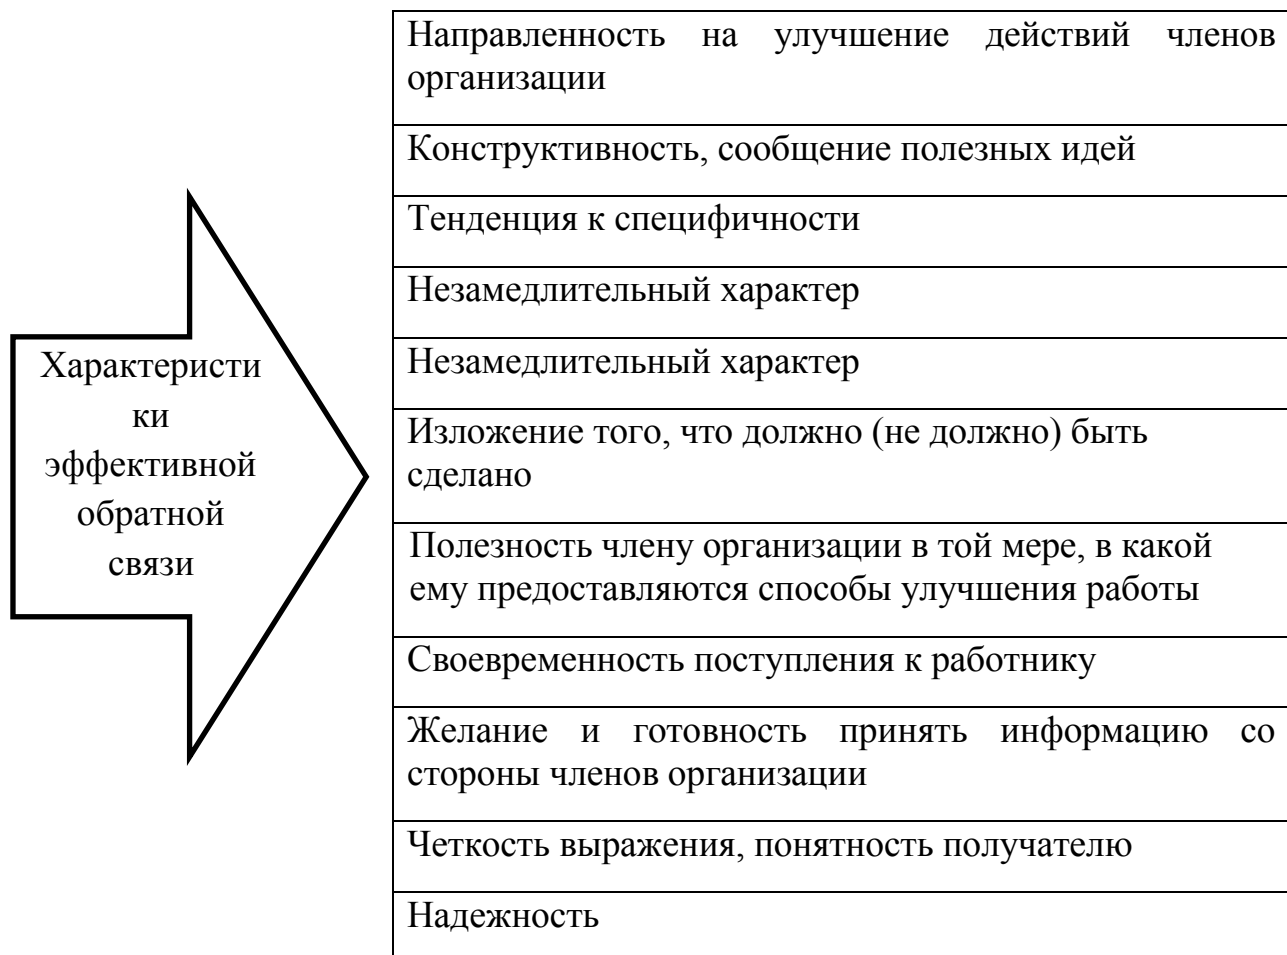 Характеристи
ки
эффективной
обратной
связи
Направленность на улучшение действий членов
организации
Конструктивность, сообщение полезных идей
Тенденция к специфичности
Незамедлительный характер
Незамедлительный характер
Изложение того, что должно (не должно) быть
сделано
Полезность члену организации в той мере, в какой
ему предоставляются способы улучшения работы
Своевременность поступления к работнику
Желание и готовность принять информацию со
стороны членов организации
Четкость выражения, понятность получателю
Надежность